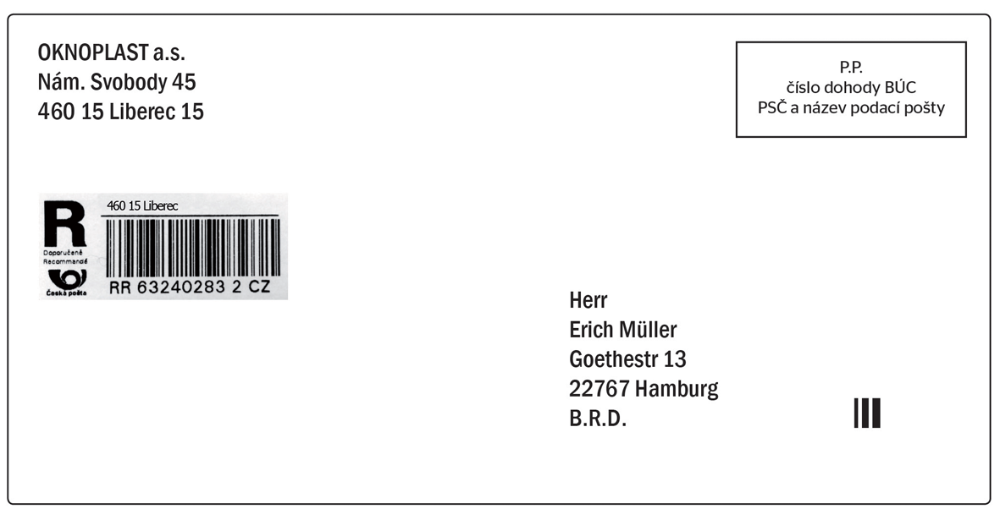 OKNOPLAST a.s.
Nám. Svobody 45
460 15 Liberec 15
P.P.
číslo dohody BÚC
PSČ a název podací pošty
R
460 15 Liberec
Doporučeně
Recommandé
Česká pošta
RR 63240283 2 CZ
Herr
Erich Müller
Goethestr 13
22767 Hamburg
B.R.D.